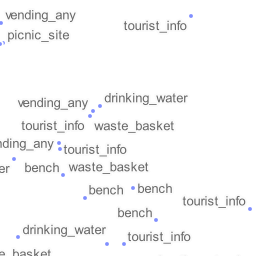 vending_any
tourist_info
picnic_site
drinking_water
vending_any
tourist_info
waste_basket
nding_any
tourist_info
er
bench
waste_basket
bench
bench
tourist_info
bench
drinking_water
tourist_info
e_basket